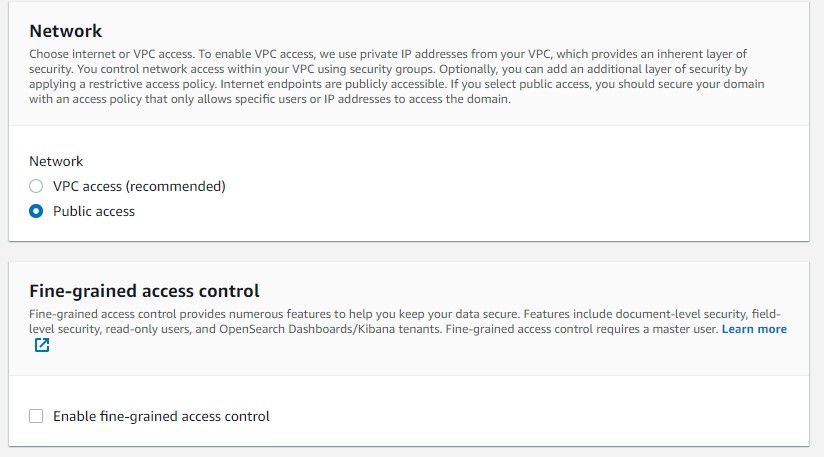 Network
Choose internet or VPC access. To enable VPC access, we use private IP addresses from your VPC, which provides an inherent layer of
security. You control network access within your VPC using security groups. Optionally, you can add an additional layer of security by
applying a restrictive access policy. Internet endpoints are publicly accessible. If you select public access, you should secure your domain
with an access policy that only allows specific users or IP addresses to access the domain.
Network
VPC access (recommended)
Public access
Fine-grained access control
Fine-grained access control provides numerous features to help you keep your data secure. Features include document-level security, field-
level security, read-only users, and OpenSearch Dashboards/Kibana tenants. Fine-grained access control requires a master user. Learn more
Enable fine-grained access control